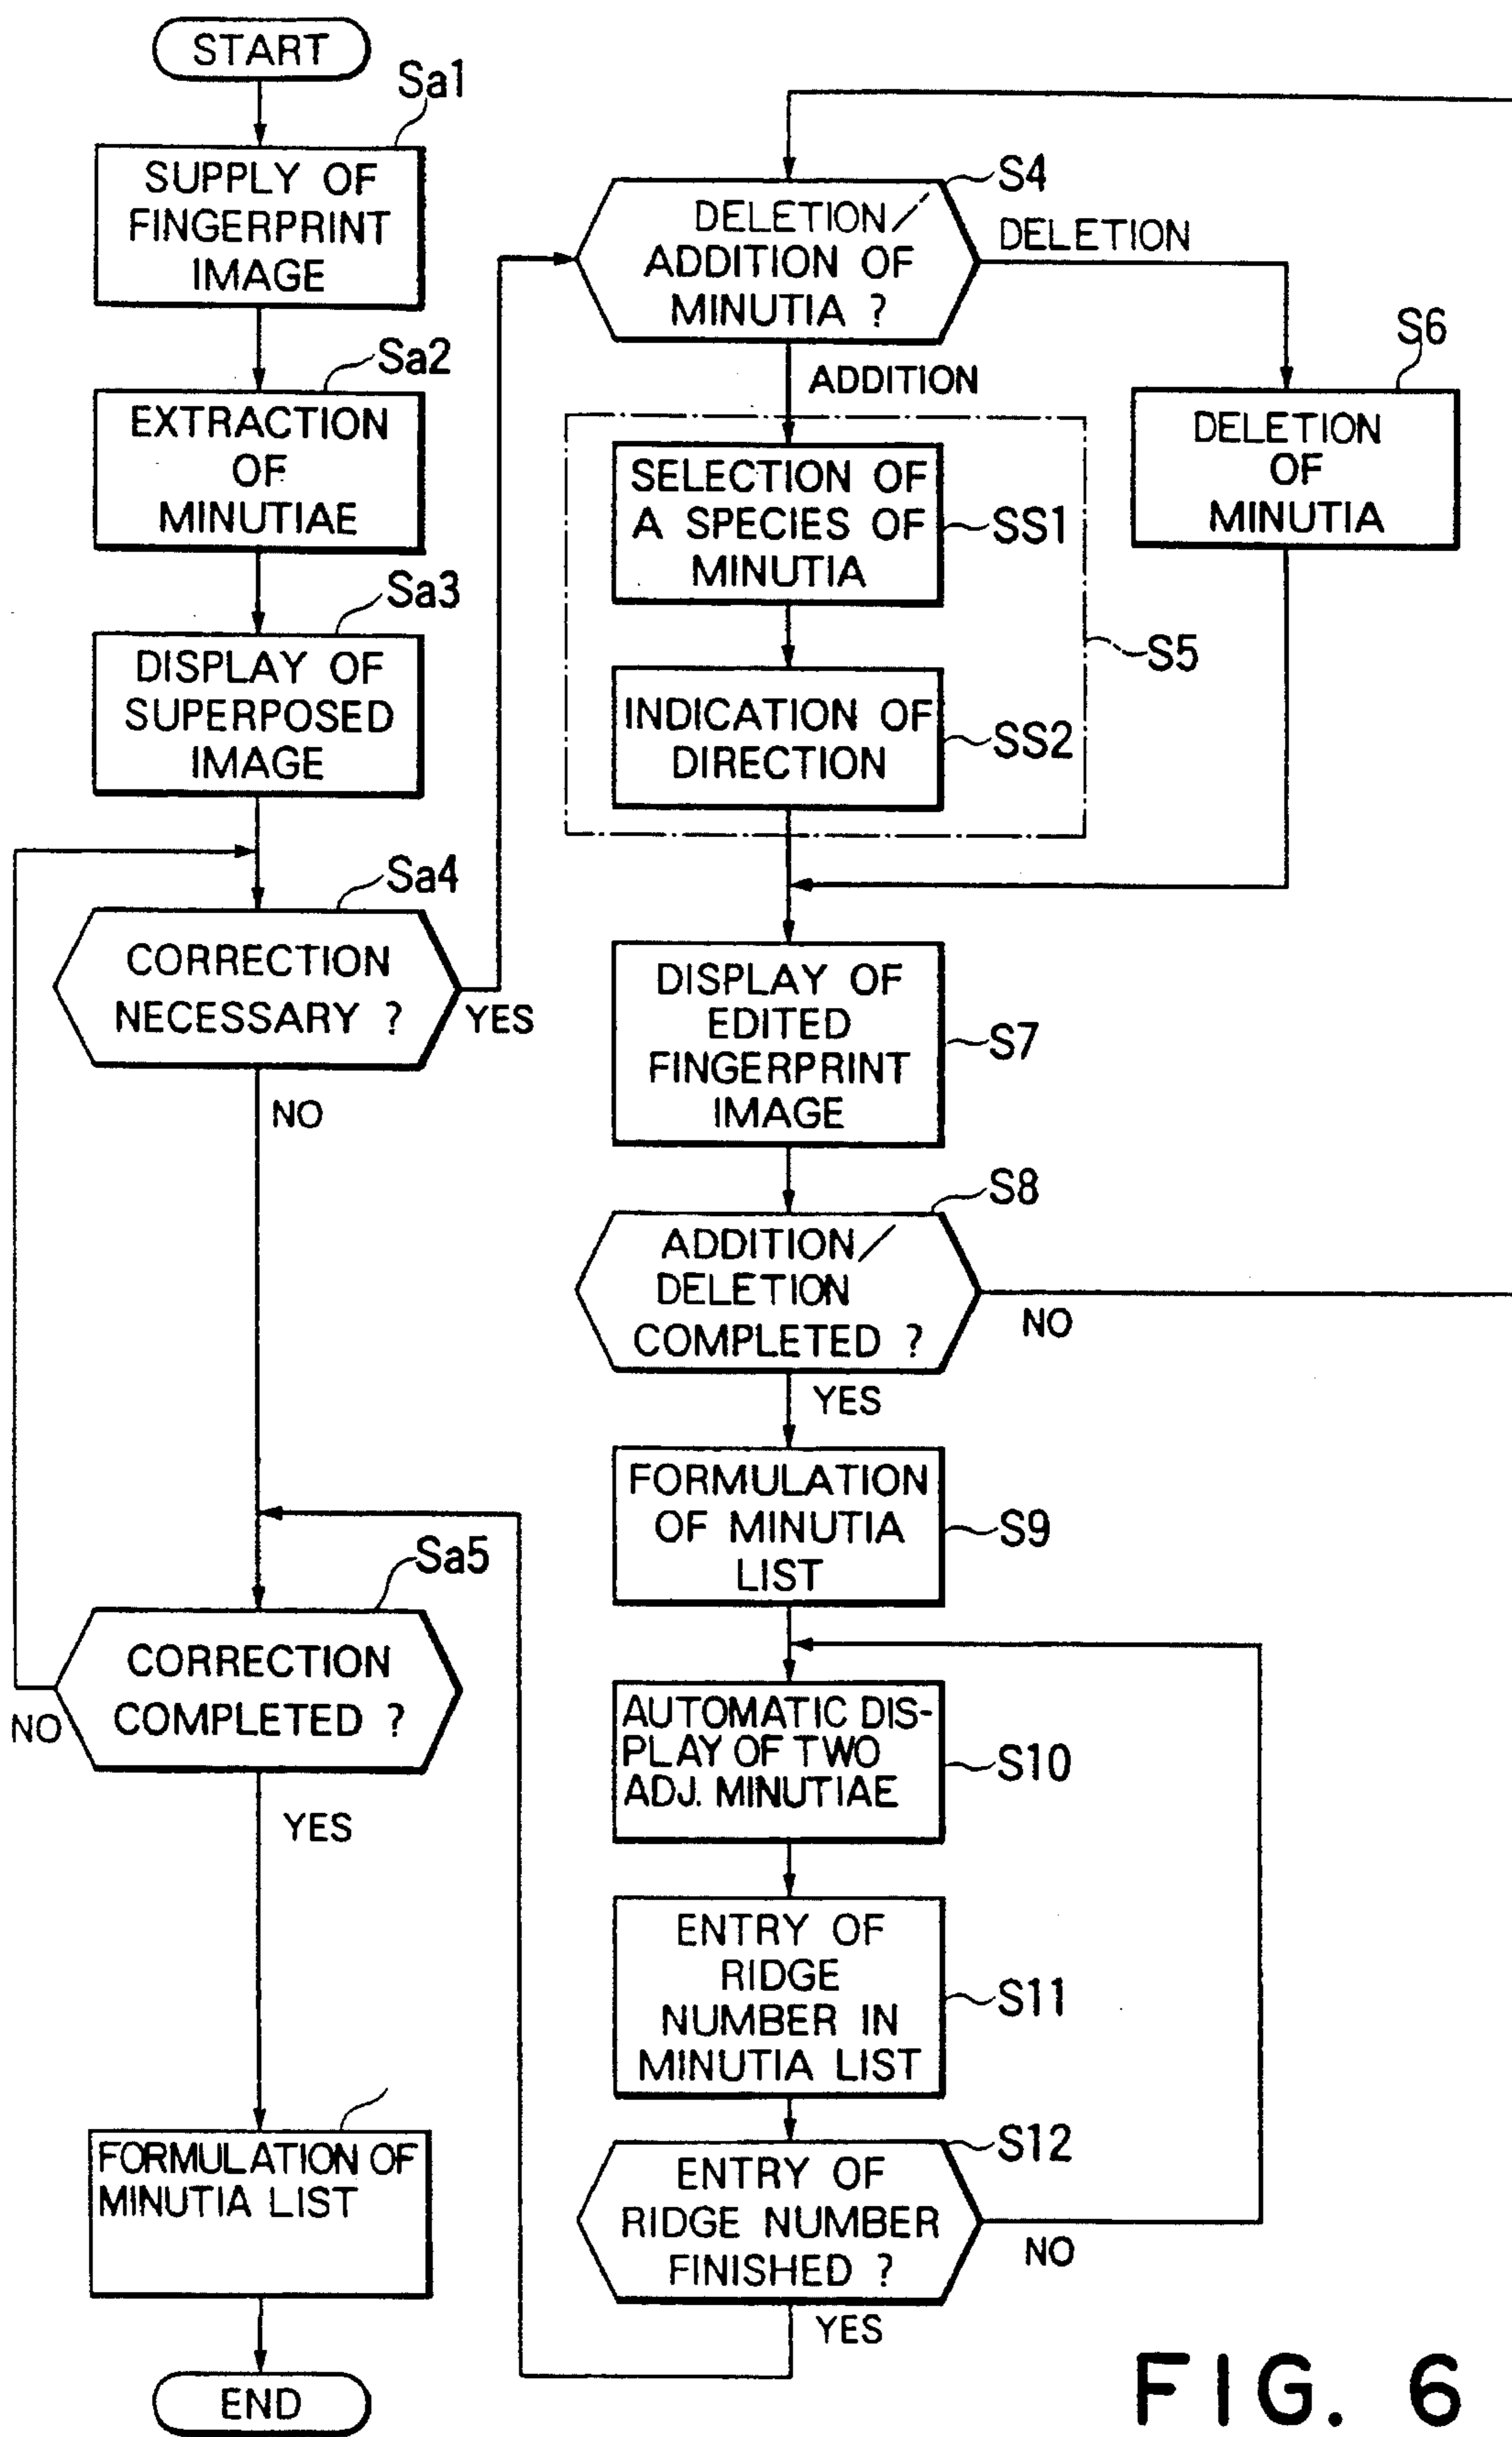 START
Sa1
SUPPLY OF
FINGERPRINT
IMAGE
Sa2
EXTRACTION
OF
MINUTIAE
Sa3
DISPLAY OF
SUPERPOSED
IMAGE
Sa4
CORRECTION
NECESSARY ?
YES
NO
Sa5
CORRECTION
COMPLETED ?
NO
YES
FORMULATION OF
MINUTIA LIST
END
S4
DELETION/
ADDITION OF
MINUTIA ?
DELETION
ADDITION
S6
DELETION
OF
MINUTIA
SELECTION OF
A SPECIES OF
MINUTIA
SS1
S5
INDICATION OF
DIRECTION
SS2
DISPLAY OF
EDITED
FINGERPRINT
IMAGE
S7
S8
ADDITION/
DELETION
COMPLETED ?
NO
YES
FORMULATION
OF MINUTIA
LIST
S9
AUTOMATIC DIS-
PLAY OF TWO
ADJ. MINUTIAE
S10
ENTRY OF
RIDGE
NUMBER IN
MINUTIA LIST
S11
S12
ENTRY OF
RIDGE NUMBER
FINISHED ?
NO
YES
FIG. 6